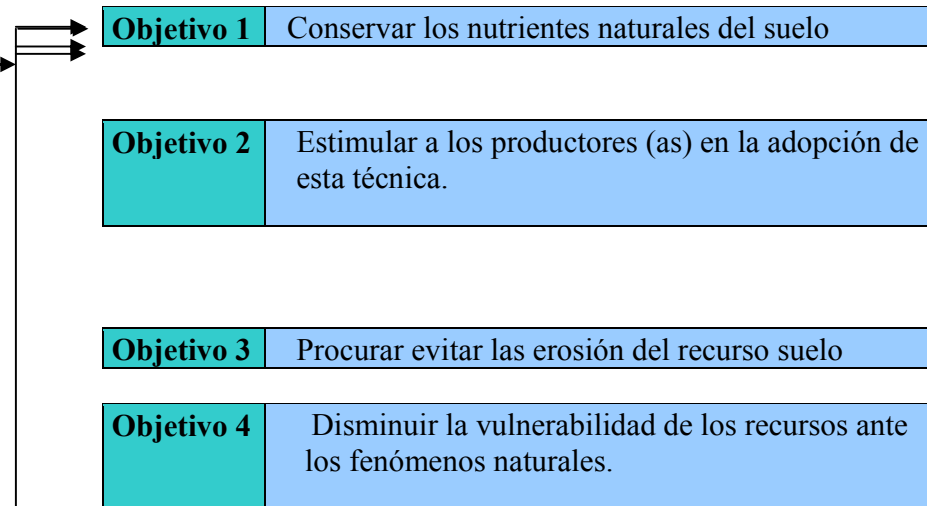 Objetivo 1 Conservar los nutrientes naturales del suelo
Objetivo 2 Estimular a los productores (as) en la adopción de
esta técnica.
Objetivo 3 Procurar evitar las erosión del recurso suelo
Objetivo 4 Disminuir la vulnerabilidad de los recursos ante
los fenómenos naturales.